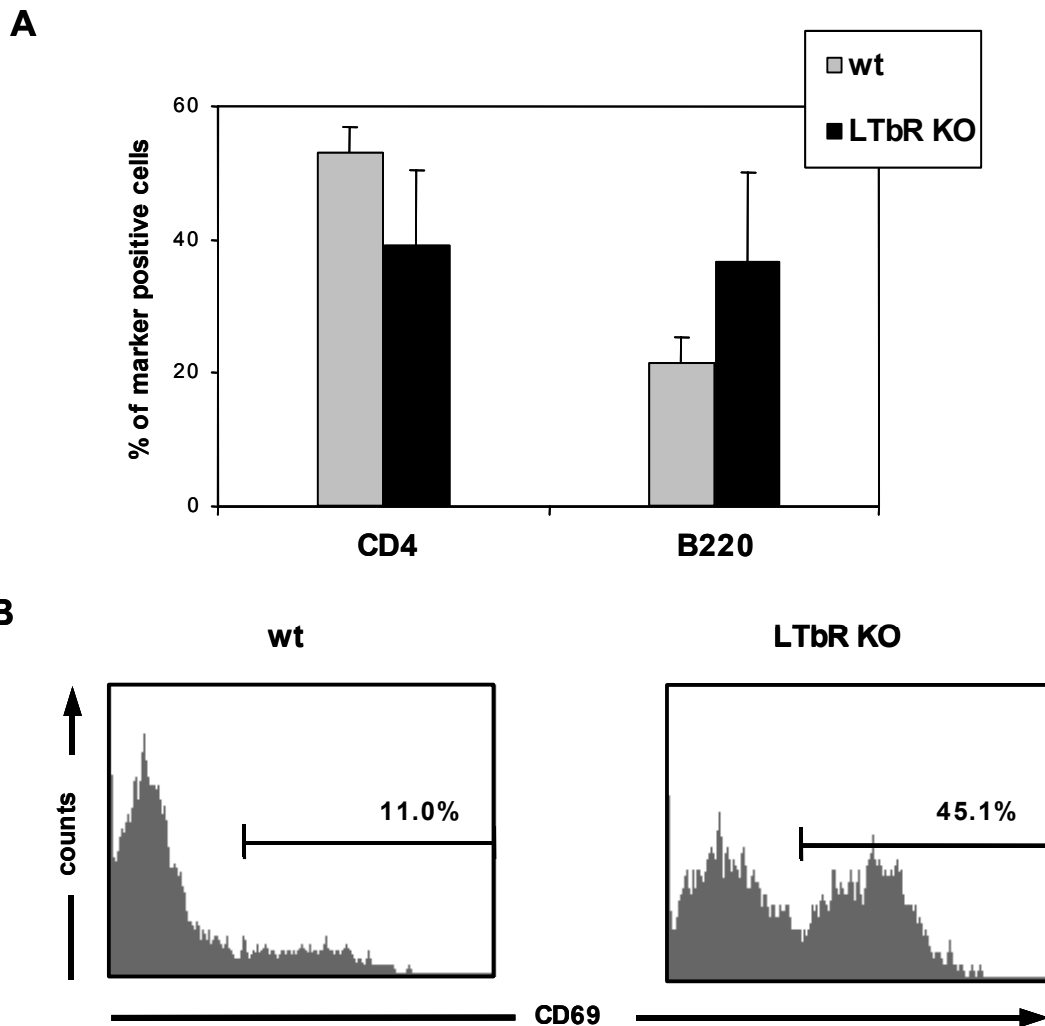 A
wt
LTbR KO
60
40
20
0
% of marker positive cells
CD4
B220
B
wt
LTbR KO
counts
11.0%
45.1%
CD69